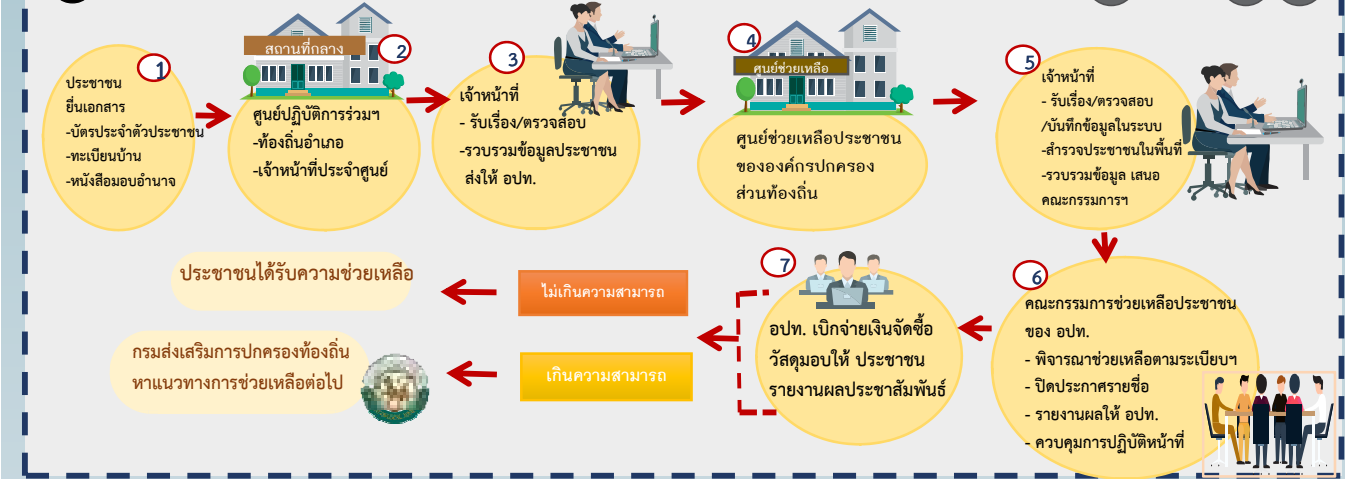 1
ประชาชน
ยื่นเอกสาร
-บัตรประจำตัวประชาชน
-ทะเบียนบ้าน
-หนังสือมอบอำนาจ
2
สถานที่กลาง
ศูนย์ปฏิบัติการร่วมฯ
-ท้องถิ่นอำเภอ
-เจ้าหน้าที่ประจำศูนย์
3
เจ้าหน้าที่
- รับเรื่อง/ตรวจสอบ
-รวบรวมข้อมูลประชาชน
ส่งให้ อปท.
4
ศูนย์ช่วยเหลือ
ศูนย์ช่วยเหลือประชาชน
ขององค์กรปกครอง
ส่วนท้องถิ่น
5
เจ้าหน้าที่
- รับเรื่อง/ตรวจสอบ
/บันทึกข้อมูลในระบบ
-สำรวจประชาชนในพื้นที่
-รวบรวมข้อมูล เสนอ
คณะกรรมการฯ
6
คณะกรรมการช่วยเหลือประชาชน
ของ อปท.
- พิจารณาช่วยเหลือตามระเบียบฯ
- ปิดประกาศรายชื่อ
- รายงานผลให้ อปท.
- ควบคุมการปฏิบัติหน้าที่
7
อปท. เบิกจ่ายเงินจัดซื้อ
วัสดุมอบให้ ประชาชน
รายงานผลประชาสัมพันธ์
ไม่เกินความสามารถ
ประชาชนได้รับความช่วยเหลือ
เกินความสามารถ
กรมส่งเสริมการปกครองท้องถิ่น
หาแนวทางการช่วยเหลือต่อไป